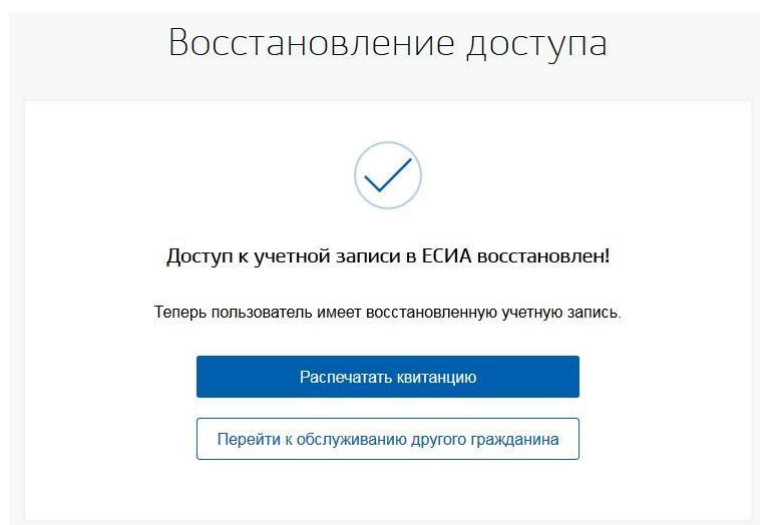 Восстановление доступа
Доступ к учетной записи в ЕСИА восстановлен!
Теперь пользователь имеет восстановленную учетную запись.
Распечатать квитанцию
Перейти к обслуживанию другого гражданина